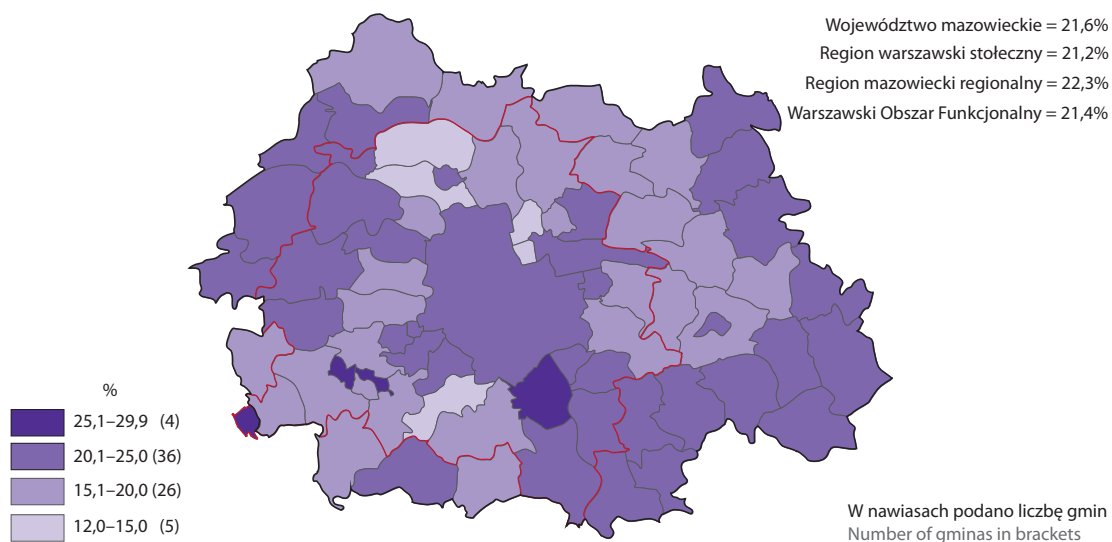 Województwo mazowieckie = 21,6%
Region warszawski stołeczny = 21,2%
Region mazowiecki regionalny = 22,3%
Warszawski Obszar Funkcjonalny = 21,4%
%
25,1–29,9 (4)
20,1–25,0 (36)
15,1–20,0 (26)
12,0–15,0 (5)
W nawiasach podano liczbę gmin
Number of gminas in brackets